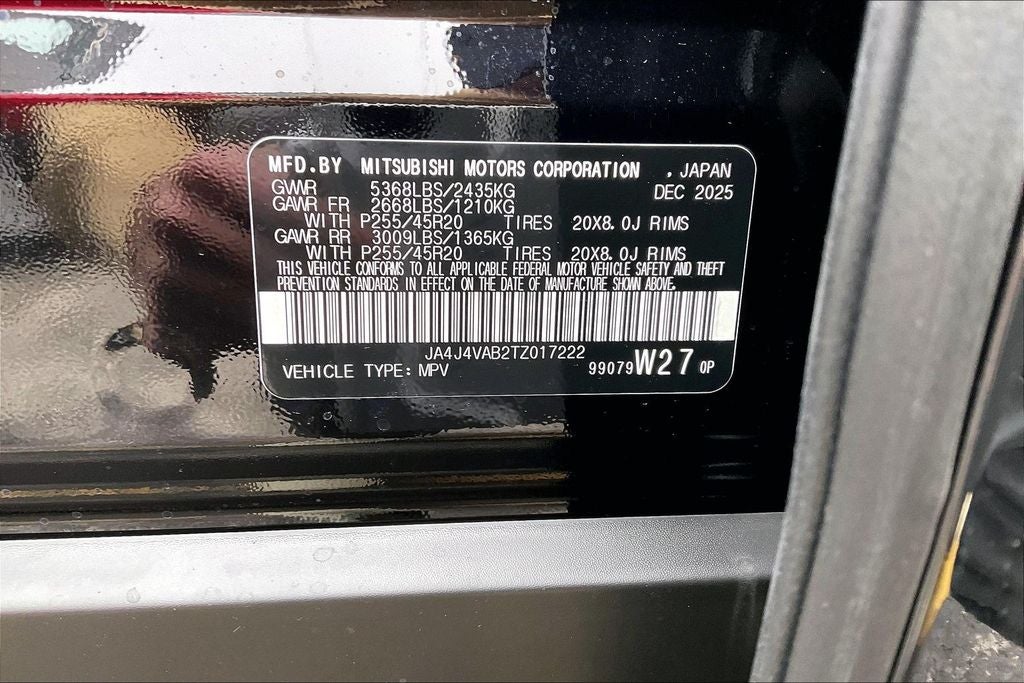 MFD.BY MITSUBISHI MOTORS CORPORATION , JAPAN
GVWR 5368LBS/2435KG DEC 2025
GAWR FR 2668LBS/1210KG
WITH P255/45R20 TIRES 20X8.0J RIMS
GAWR RR 3009LBS/1365KG
WITH P255/45R20 TIRES 20X8.0J RIMS
THIS VEHICLE CONFORMS TO ALL APPLICABLE FEDERAL MOTOR VEHICLE SAFETY AND THEFT
PREVENTION STANDARDS IN EFFECT ON THE DATE OF MANUFACTURE SHOWN ABOVE.
JA4J4VAB2TZ017222
VEHICLE TYPE: MPV 99079W270P